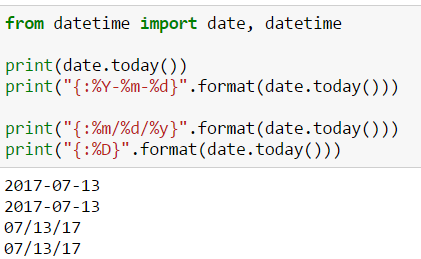 from datetime import date, datetime
print(date.today())
print("{:%Y-%m-%d}".format(date.today()))
print("{:%m/%d/%y}".format(date.today()))
print("{:%D}".format(date.today()))
2017-07-13
2017-07-13
07/13/17
07/13/17